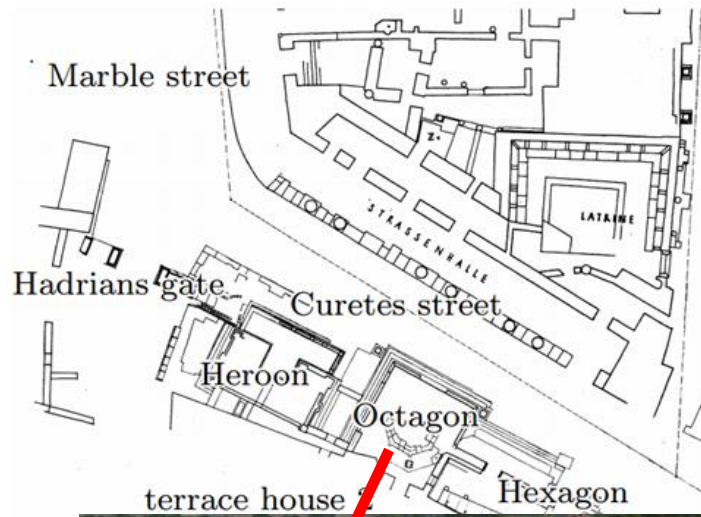 Marble street
LATRINE
STRASSENHALLE
Hadrians gate
Curetes street
Heroon
Octagon
terrace house 2
Hexagon